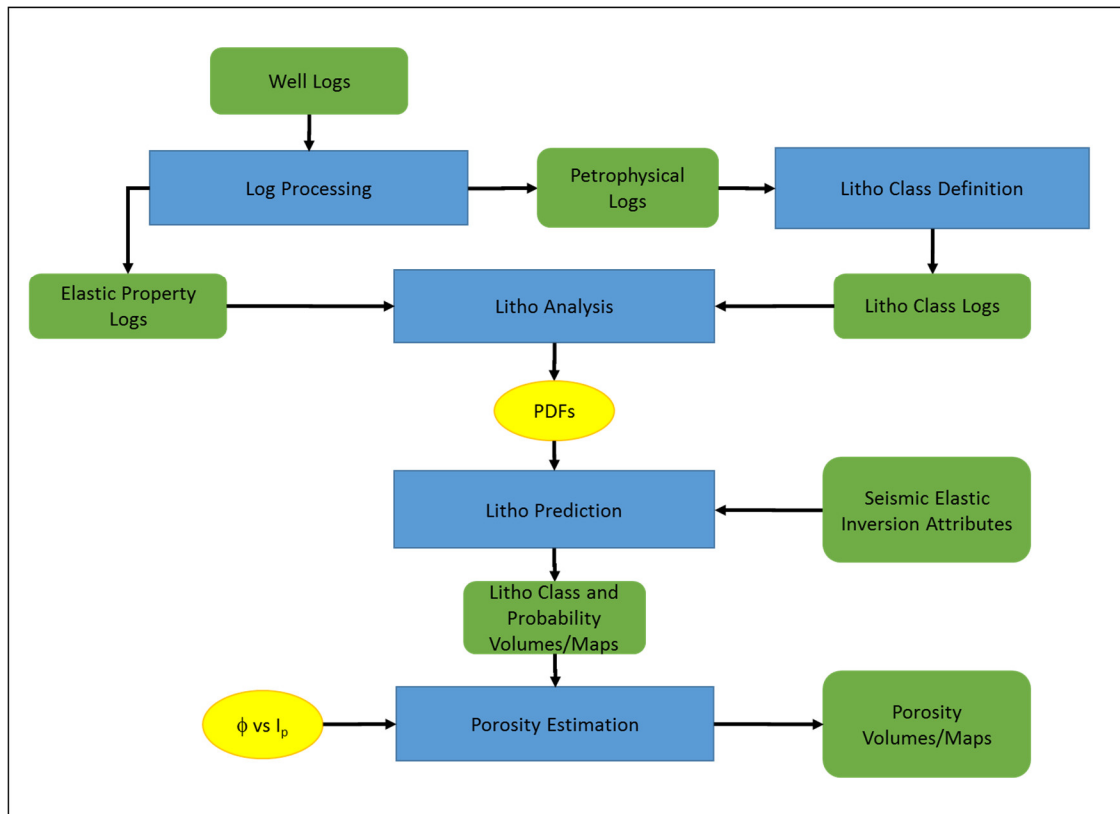 Well Logs
Log Processing
Petrophysical
Logs
Litho Class Definition
Elastic Property
Logs
Litho Analysis
Litho Class Logs
PDFs
Litho Prediction
Seismic Elastic
Inversion Attributes
Litho Class and
Probability
Volumes/Maps
ϕ vs Iₚ
Porosity Estimation
Porosity
Volumes/Maps